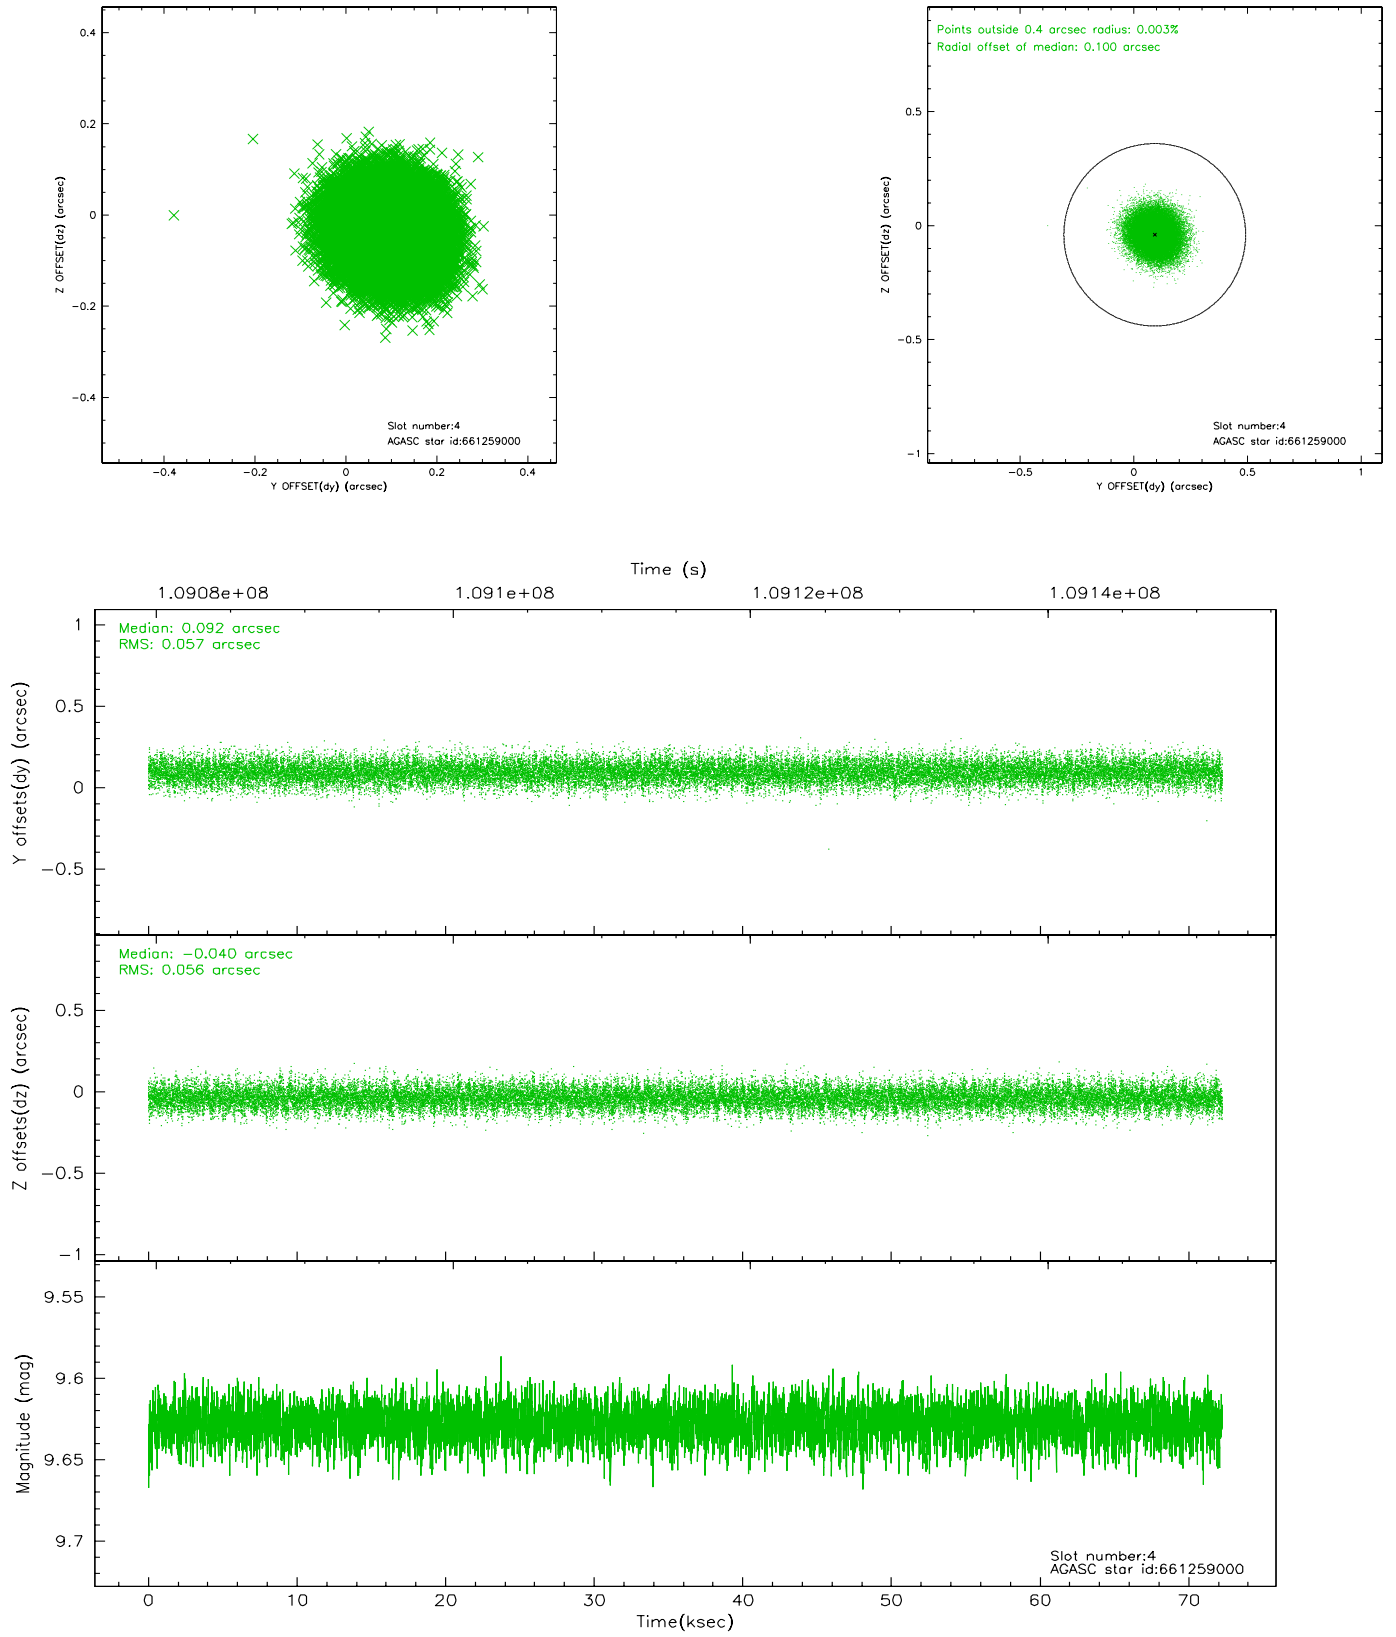 0.4
0.2
0
−0.2
−0.4
Z OFFSET(dz) (arcsec)
Slot number:4
AGASC star id:661259000
−0.4
−0.2
0
0.2
0.4
Y OFFSET(dy) (arcsec)
Points outside 0.4 arcsec radius: 0.003%
Radial offset of median: 0.100 arcsec
0.5
0
−0.5
−1
Z OFFSET(dz) (arcsec)
Slot number:4
AGASC star id:661259000
−0.5
0
0.5
1
Y OFFSET(dy) (arcsec)
Time (s)
1.0908e+08
1.091e+08
1.0912e+08
1.0914e+08
Median: 0.092 arcsec
RMS: 0.057 arcsec
1
0.5
0
−0.5
Y offsets(dy) (arcsec)
Median: −0.040 arcsec
RMS: 0.056 arcsec
0.5
0
−0.5
−1
Z offsets(dz) (arcsec)
9.55
9.6
9.65
9.7
Magnitude (mag)
Slot number:4
AGASC star id:661259000
0
10
20
30
40
50
60
70
Time(ksec)